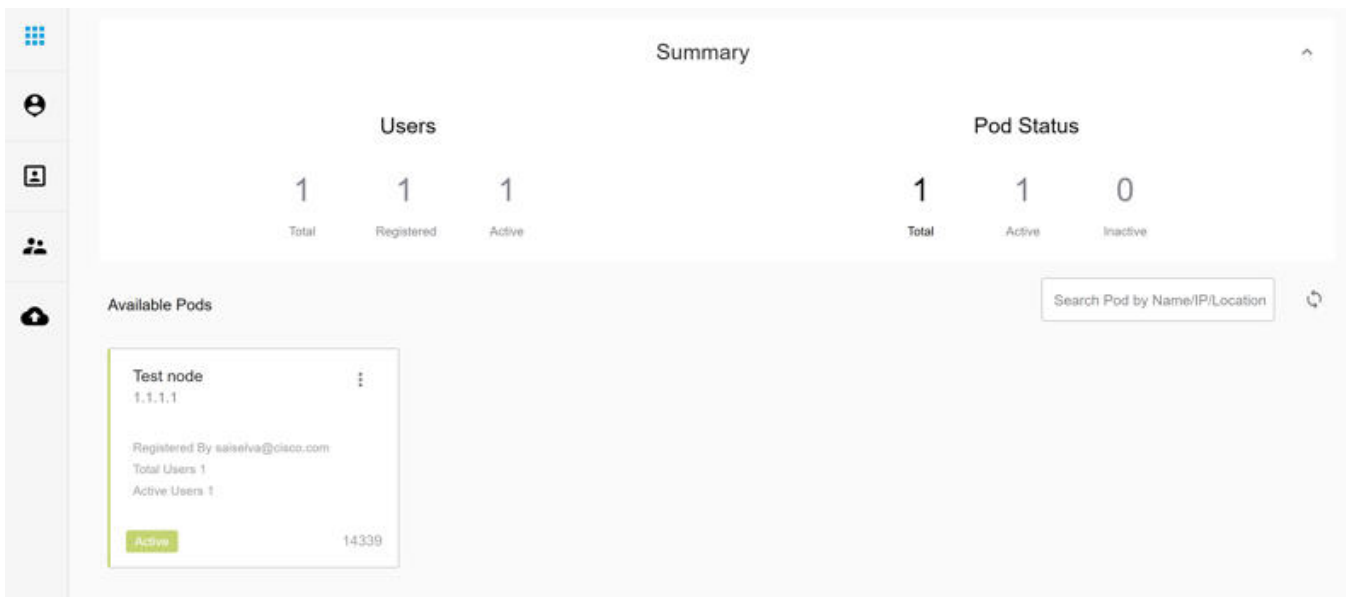 Summary
Users
Pod Status
1 1 1
Total Registered Active
1 1 0
Total Active Inactive
Available Pods
Search Pod by Name/IP/Location
Test node
1.1.1.1
Registered By saiselva@cisco.com
Total Users 1
Active Users 1
Active
14339